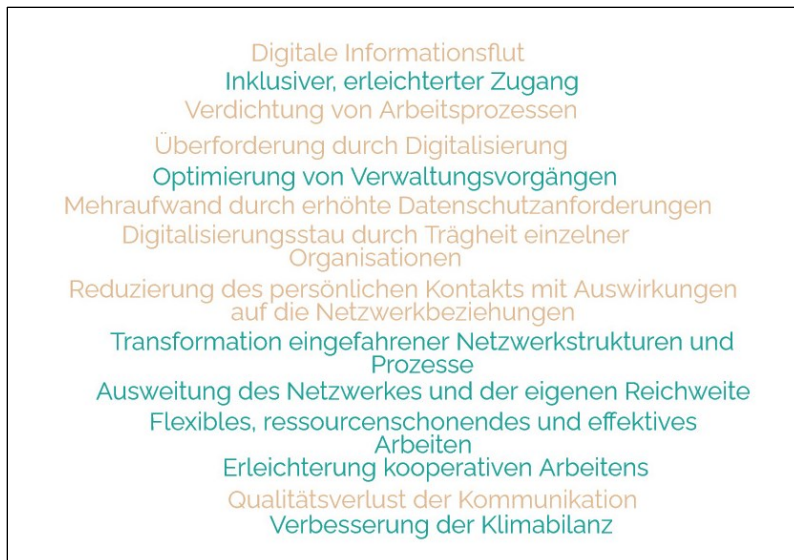 Digitale Informationsflut
Inklusiver, erleichterter Zugang
Verdichtung von Arbeitsprozessen
Überforderung durch Digitalisierung
Optimierung von Verwaltungsvorgängen
Mehraufwand durch erhöhte Datenschutzanforderungen
Digitalisierungsstau durch Trägheit einzelner
Organisationen
Reduzierung des persönlichen Kontakts mit Auswirkungen
auf die Netzwerkbeziehungen
Transformation eingefahrener Netzwerkstrukturen und
Prozesse
Ausweitung des Netzwerkes und der eigenen Reichweite
Flexibles, ressourcenschonendes und effektives
Arbeiten
Erleichterung kooperativen Arbeitens
Qualitätsverlust der Kommunikation
Verbesserung der Klimabilanz